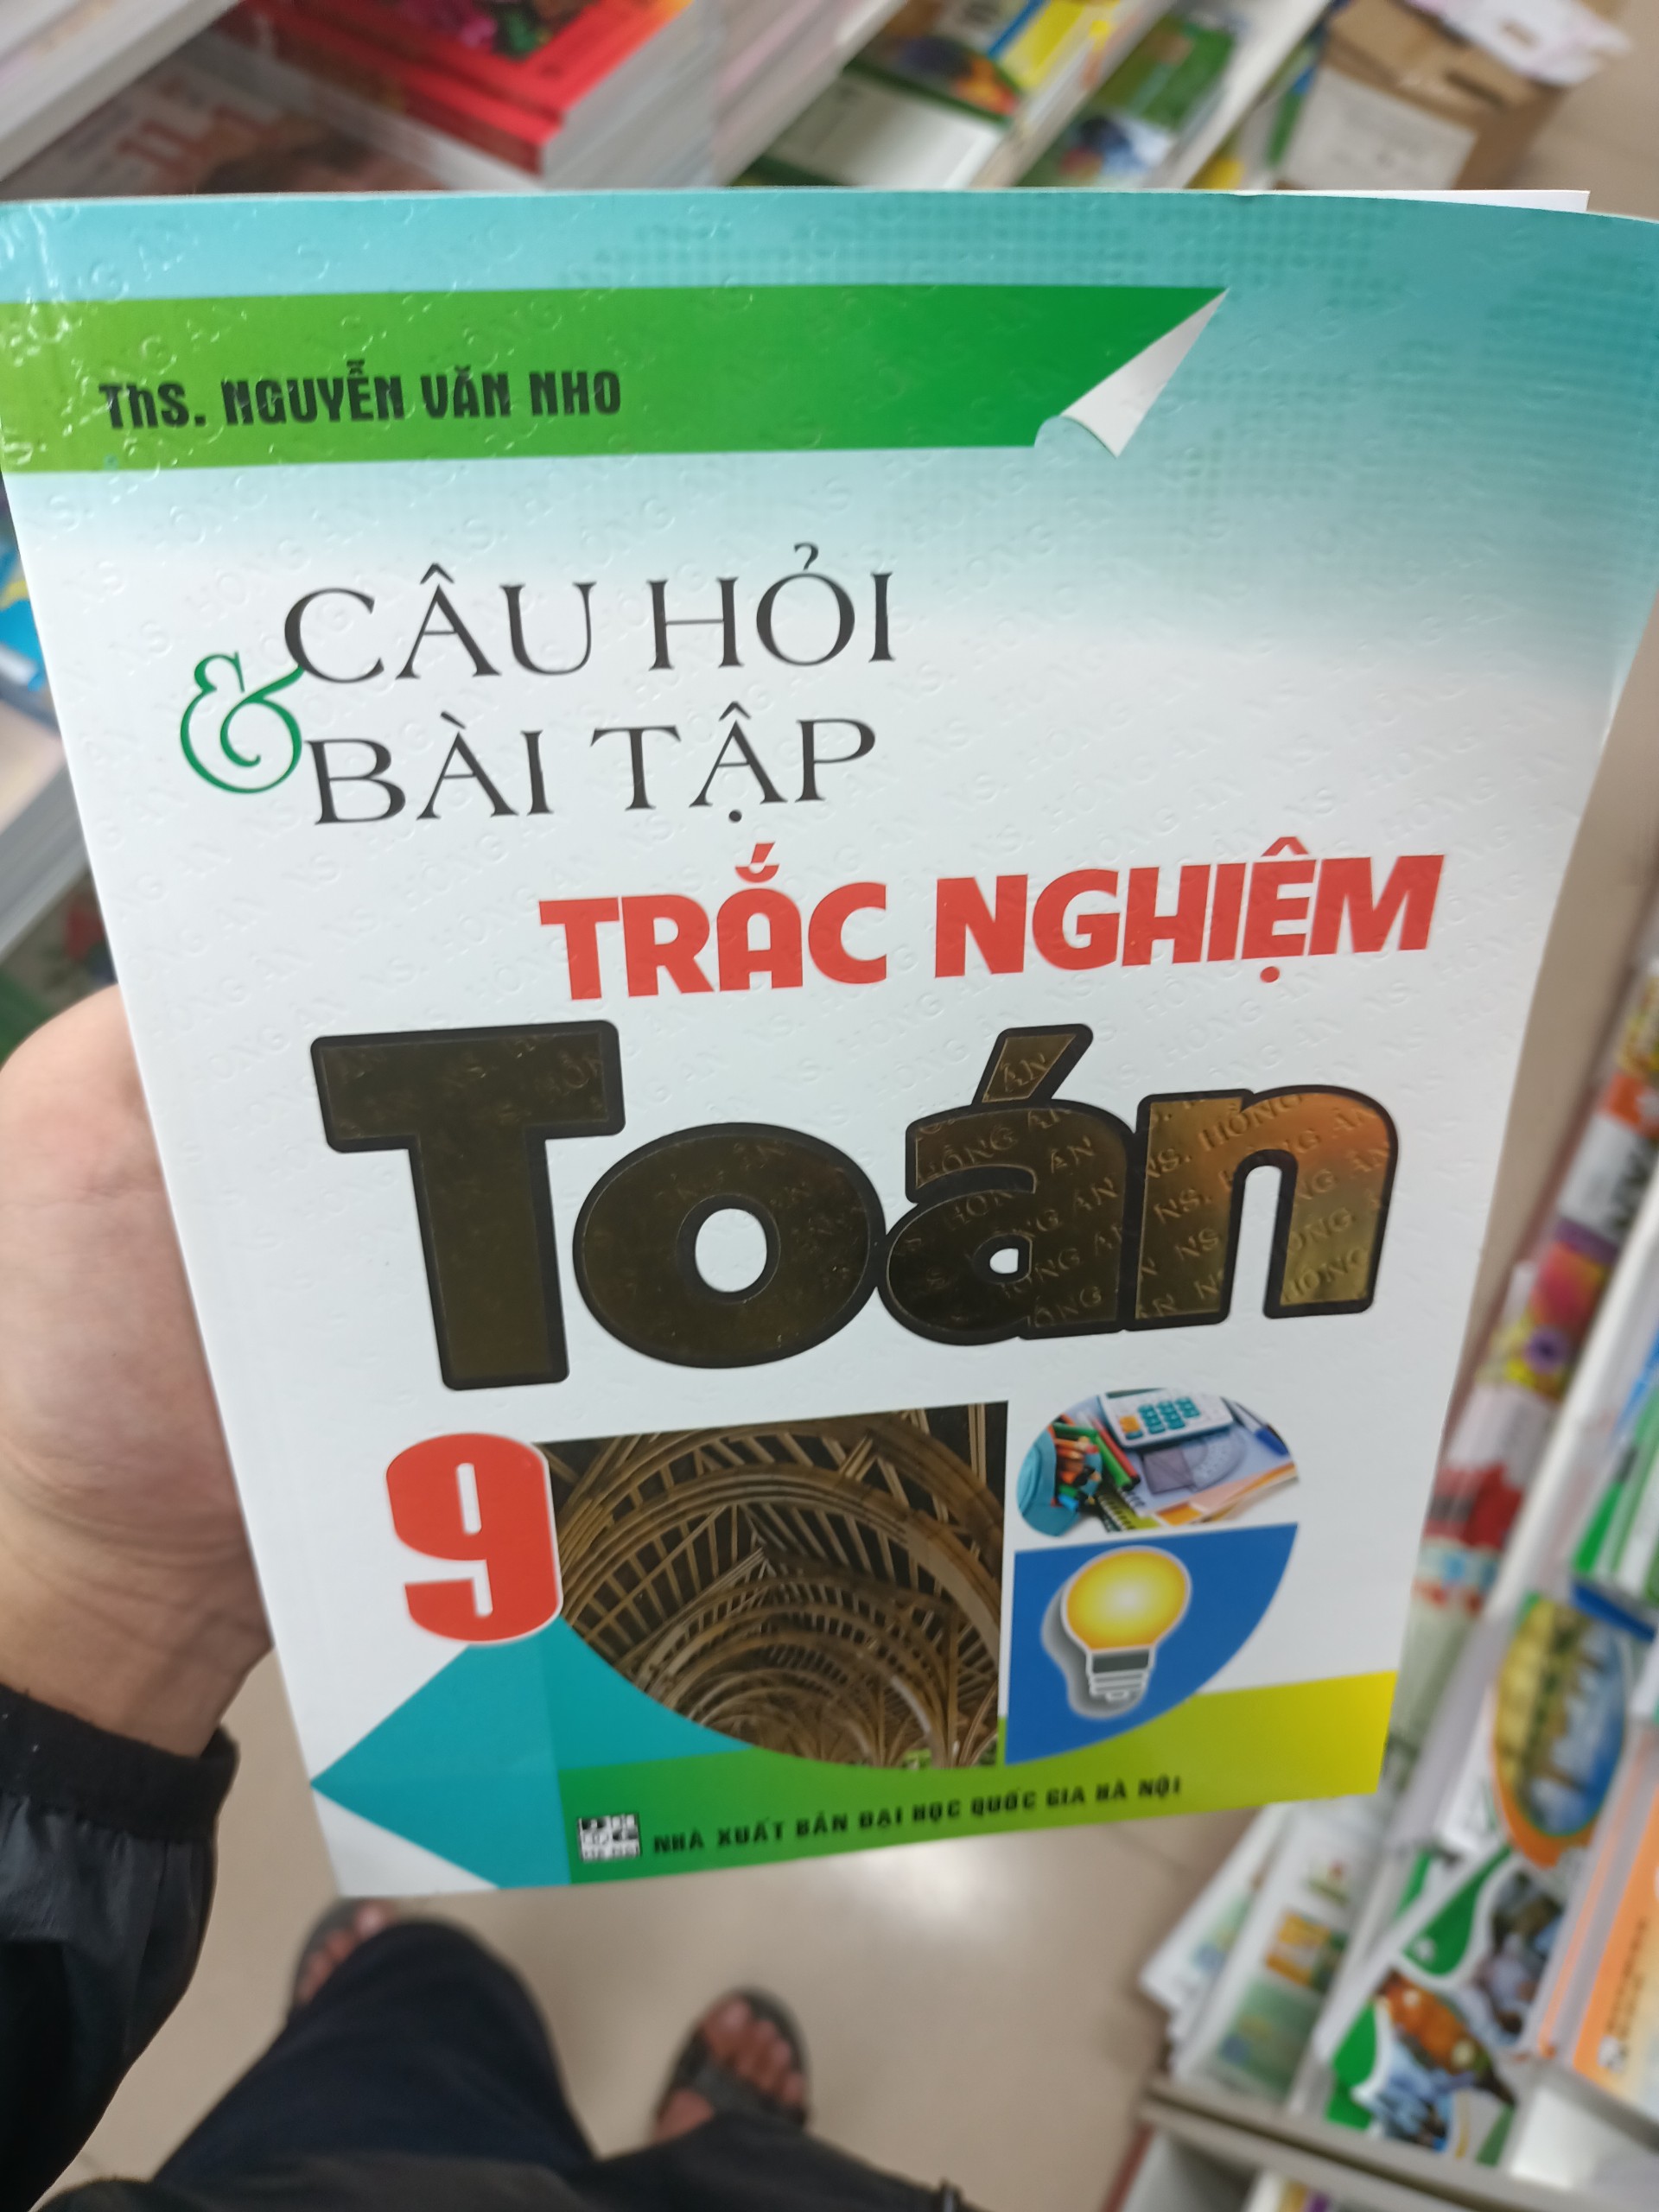 ThS. NGUYỄN VĂN NHO
CÂU HỎI
& BÀI TẬP
TRẮC NGHIỆM
Toán
9
NHÀ XUẤT BẢN ĐẠI HỌC QUỐC GIA HÀ NỘI